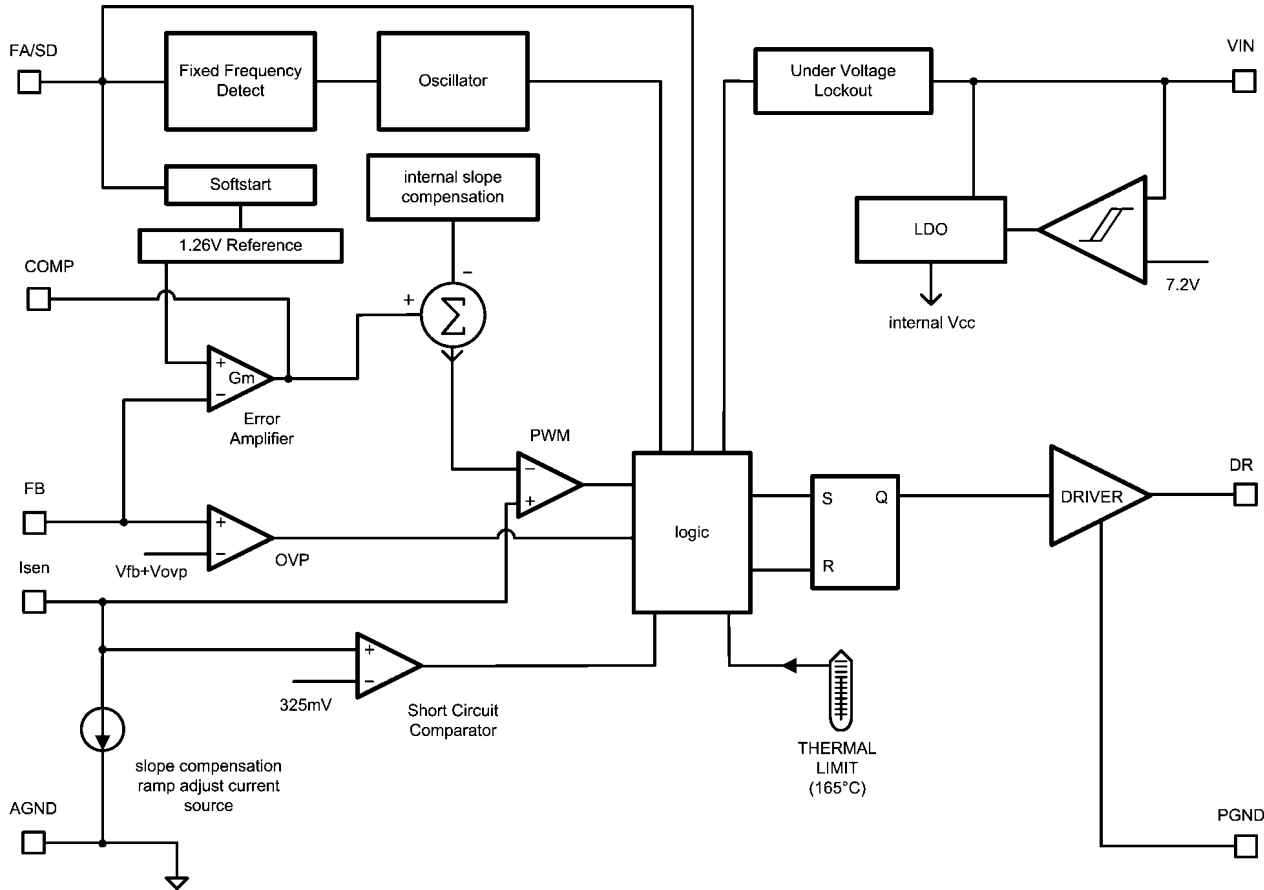 FA/SD
Fixed Frequency
Detect
Oscillator
Under Voltage
Lockout
VIN
Softstart
internal slope
compensation
1.26V Reference
LDO
COMP
−
+
Σ
7.2V
internal Vcc
+
Gm
−
Error
Amplifier
PWM
−
+
FB
DR
S
Q
DRIVER
+
−
OVP
logic
Vfb+Vovp
R
Isen
+
−
325mV
Short Circuit
Comparator
THERMAL
LIMIT
(165°C)
slope compensation
ramp adjust current
source
AGND
PGND